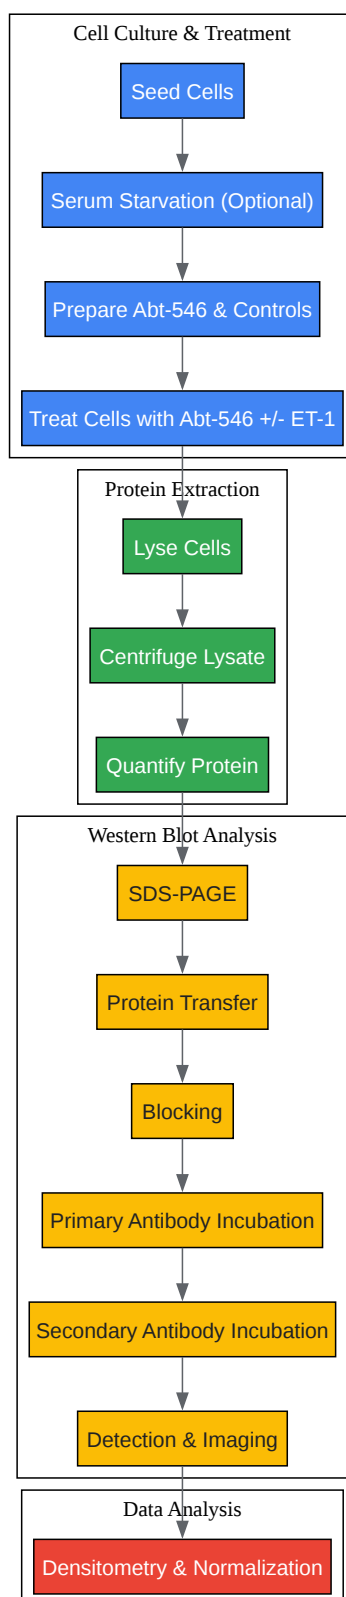 Cell Culture & Treatment
Seed Cells
Serum Starvation (Optional)
Prepare Abt-546 & Controls
Treat Cells with Abt-546 +/- ET-1
Protein Extraction
Lyse Cells
Centrifuge Lysate
Quantify Protein
Western Blot Analysis
SDS-PAGE
Protein Transfer
Blocking
Primary Antibody Incubation
Secondary Antibody Incubation
Detection & Imaging
Data Analysis
Densitometry & Normalization